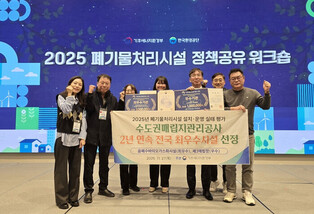 기후에너지환경부 한국환경공단
2025 폐기물처리시설 정책공유 워크숍
2025년 폐기물처리시설 설치·운영 실태 평가
수도권매립지관리공사
2년 연속 전국 최우수시설 선정